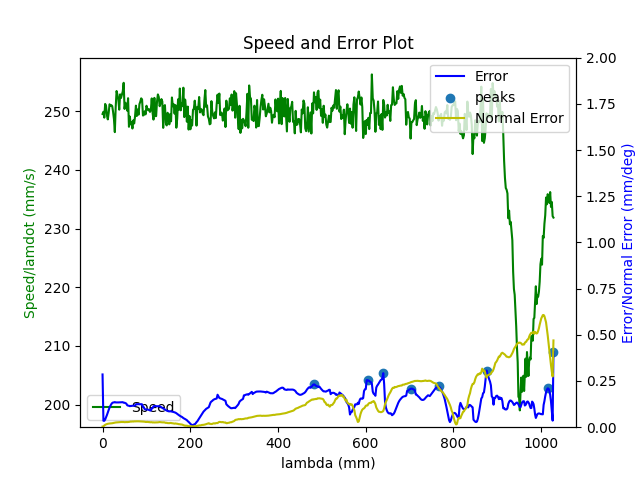 Speed and Error Plot
Speed/lamdot (mm/s)
250
240
230
220
210
200
2.00
1.75
1.50
1.25
1.00
0.75
0.50
0.25
0.00
Error/Normal Error (mm/deg)
Error
peaks
Normal Error
Speed
0
200
400
600
800
1000
lambda (mm)